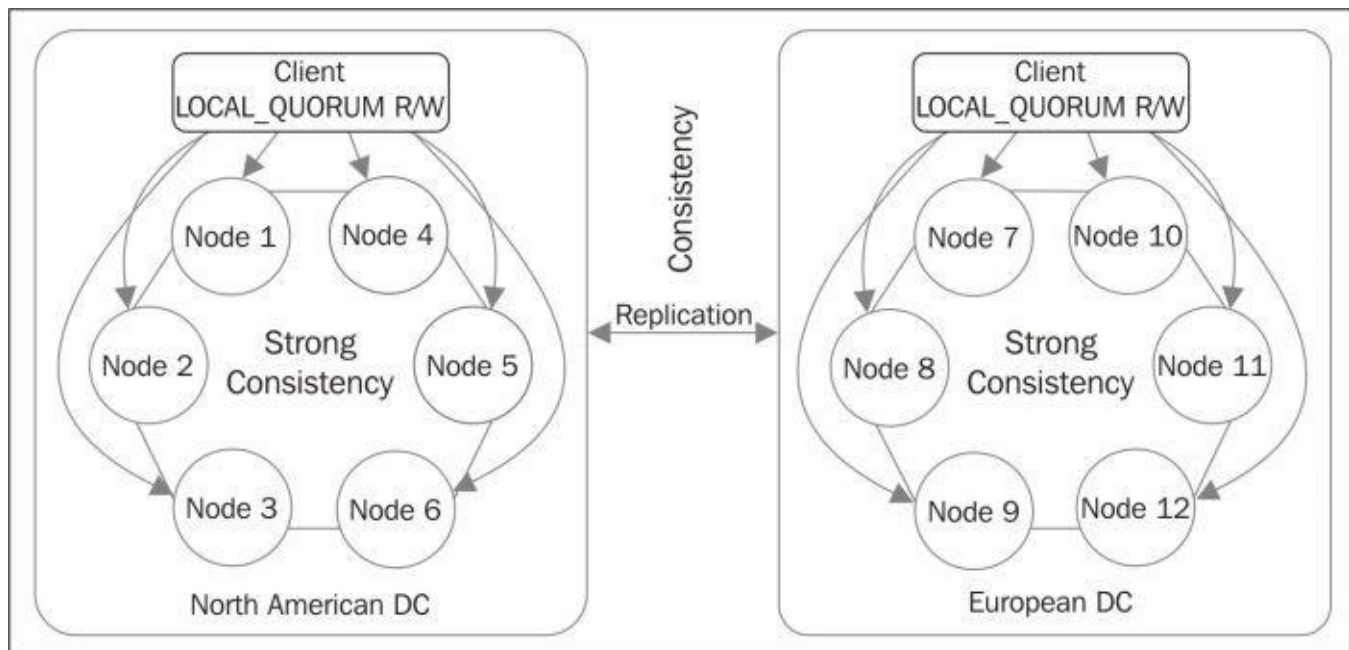 Client
LOCAL_QUORUM R/W
Node 1
Node 4
Node 2
Strong
Consistency
Node 5
Node 3
Node 6
North American DC
Consistency
Replication
Client
LOCAL_QUORUM R/W
Node 7
Node 10
Node 8
Strong
Consistency
Node 11
Node 9
Node 12
European DC